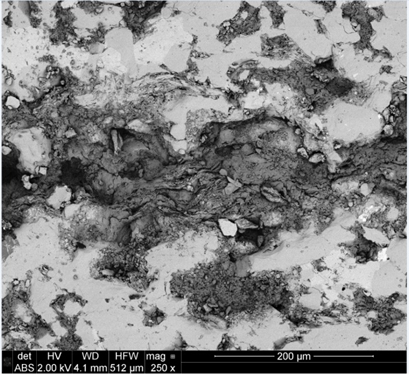 det HV WD HFW mag ≡ 200 µm
ABS 2.00 kV 4.1 mm 512 µm 250 x